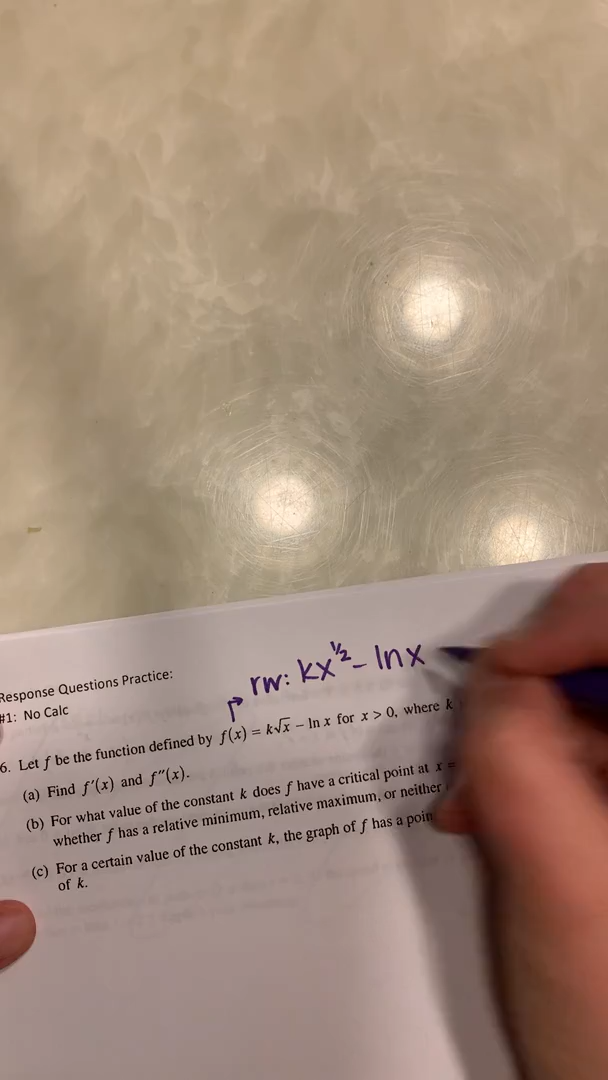 Response Questions Practice:
#1: No Calc
rw: kx^½ - lnx
6. Let f be the function defined by f(x) = k√x − ln x for x > 0, where k
(a) Find f′(x) and f″(x).
(b) For what value of the constant k does f have a critical point at x =
whether f has a relative minimum, relative maximum, or neither
(c) For a certain value of the constant k, the graph of f has a poin
of k.